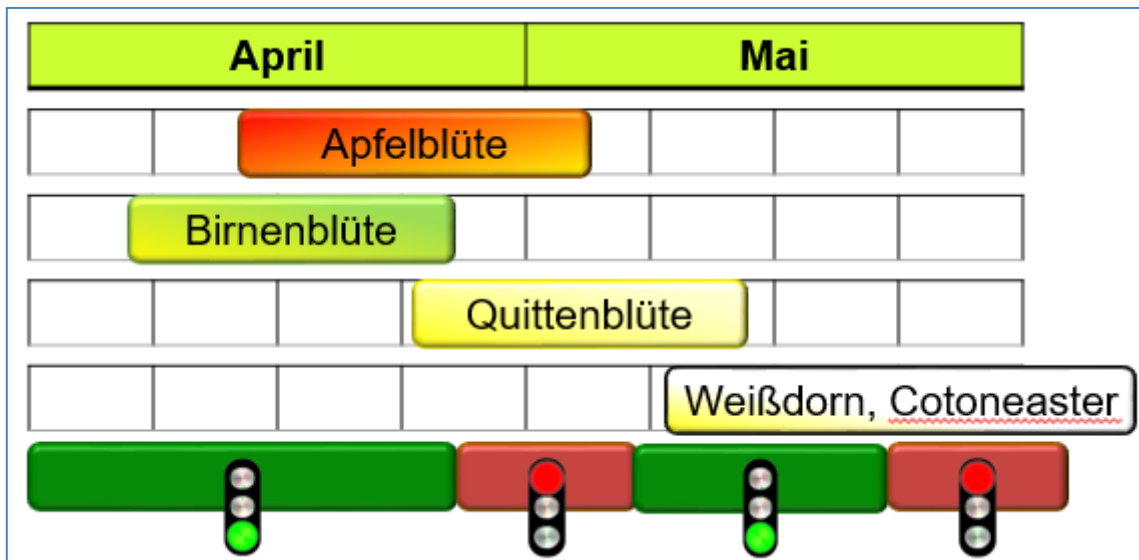 April Mai
Apfelblüte
Birnenblüte
Quittenblüte
Weißdorn, Cotoneaster